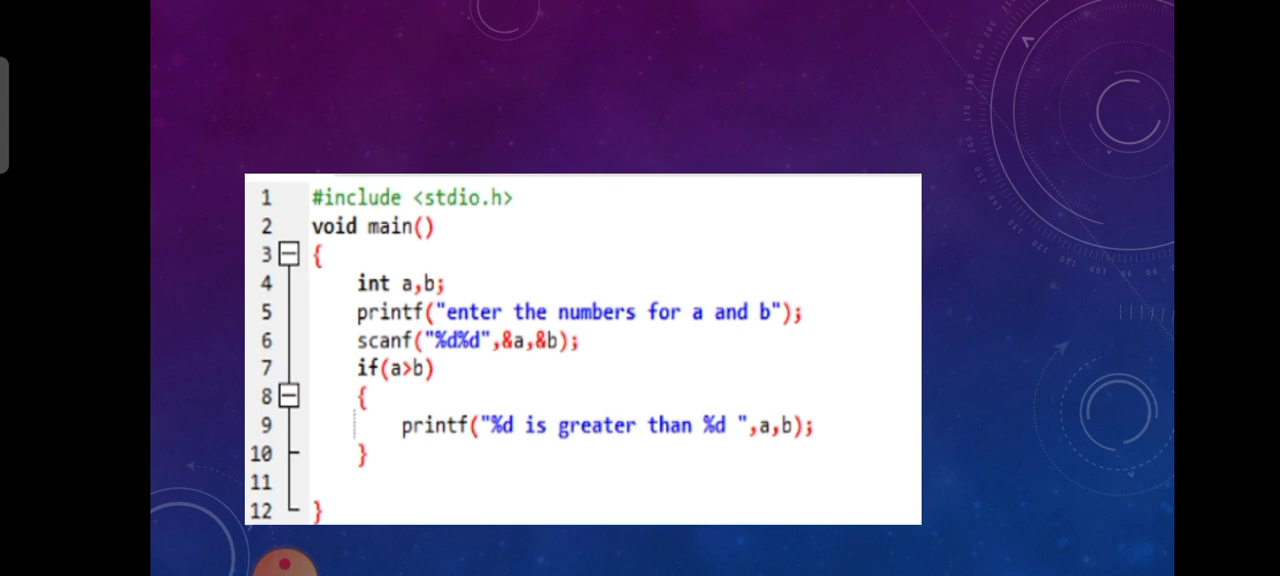 1 #include <stdio.h>
2 void main()
3 {
4 int a,b;
5 printf("enter the numbers for a and b");
6 scanf("%d%d",&a,&b);
7 if(a>b)
8 {
9 printf("%d is greater than %d ",a,b);
10 }
11
12 }